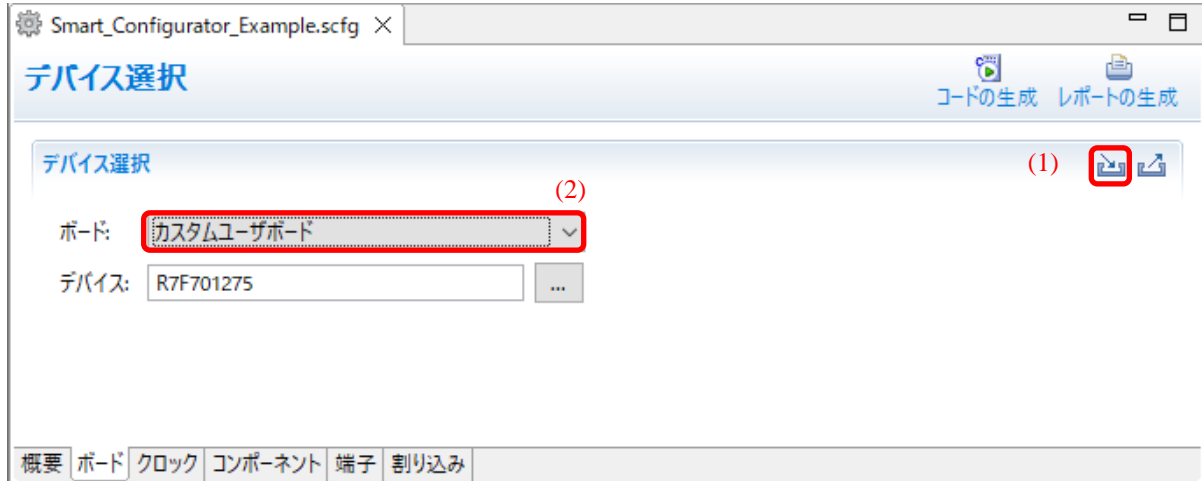 Smart_Configurator_Example.scfg
デバイス選択
コードの生成 レポートの生成
デバイス選択
(1)
(2)
ボード: カスタムユーザボード
デバイス: R7F701275 ...
概要 ボード クロック コンポーネント 端子 割り込み